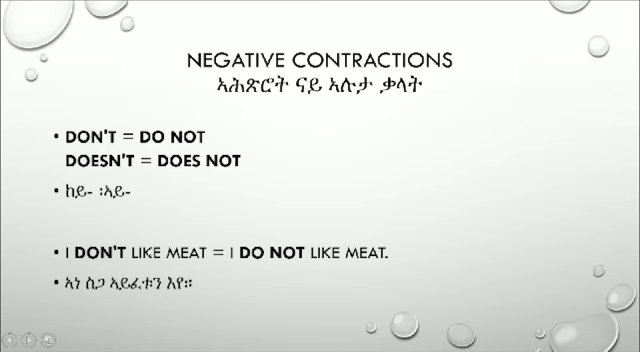 NEGATIVE CONTRACTIONS
ኣሕጽሮት ናይ ኣሉታ ቃላት
• DON'T = DO NOT
DOESN'T = DOES NOT
• ከይ- ፡ኣይ-
• I DON'T LIKE MEAT = I DO NOT LIKE MEAT.
• ኣነ ስጋ ኣይፈቱን እየ።